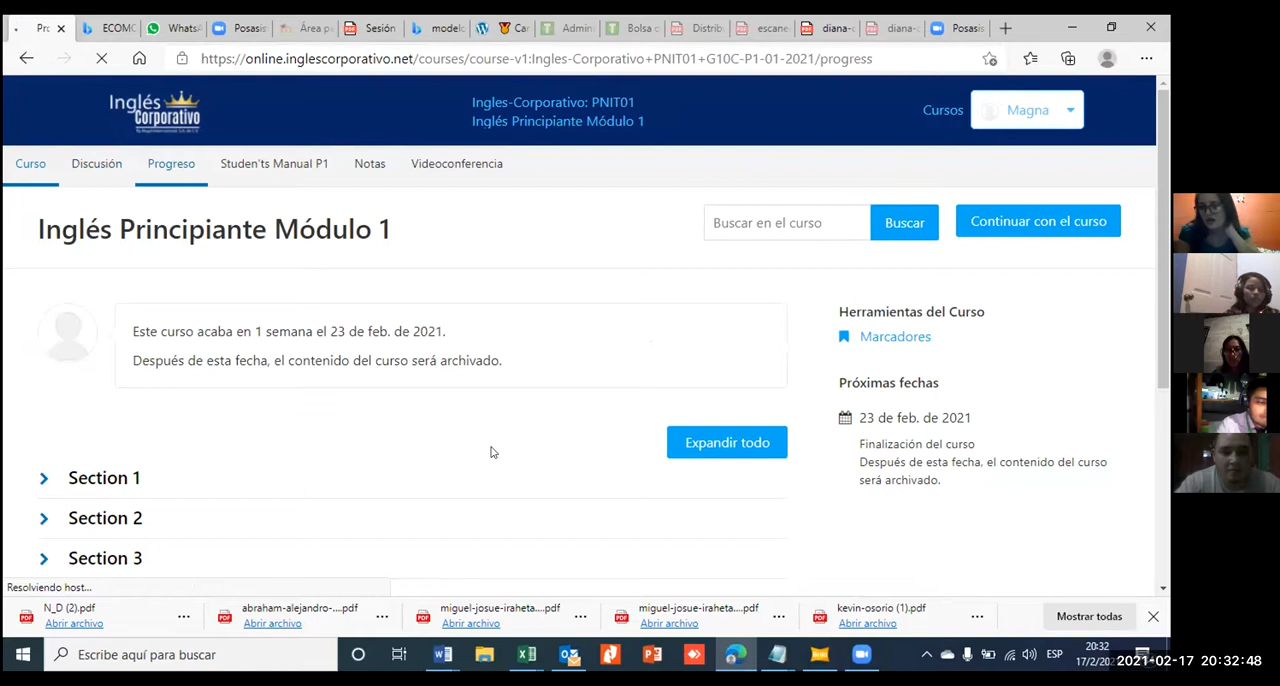 Prc
ECOMC
WhatsA
Posasis
Área pe
Sesión
modelc
Car
Admin
Bolsa c
Distrib
escane
diana-c
diana-c
Posasis
https://online.inglescorporativo.net/courses/course-v1:Ingles-Corporativo+PNIT01+G10C-P1-01-2021/progress
Inglés
Corporativo
Ingles-Corporativo: PNIT01
Inglés Principiante Módulo 1
Cursos
Magna
Curso
Discusión
Progreso
Studen'ts Manual P1
Notas
Videoconferencia
Inglés Principiante Módulo 1
Buscar en el curso
Buscar
Continuar con el curso
Este curso acaba en 1 semana el 23 de feb. de 2021.
Después de esta fecha, el contenido del curso será archivado.
Herramientas del Curso
Marcadores
Próximas fechas
23 de feb. de 2021
Finalización del curso
Después de esta fecha, el contenido del curso
será archivado.
Expandir todo
Section 1
Section 2
Section 3
Resolviendo host...
N_D (2).pdf
Abrir archivo
abraham-alejandro-....pdf
Abrir archivo
miguel-josue-iraheta....pdf
Abrir archivo
miguel-josue-iraheta....pdf
Abrir archivo
kevin-osorio (1).pdf
Abrir archivo
Mostrar todas
Escribe aquí para buscar
ESP
20:32
17/2/202
2021-02-17 20:32:48